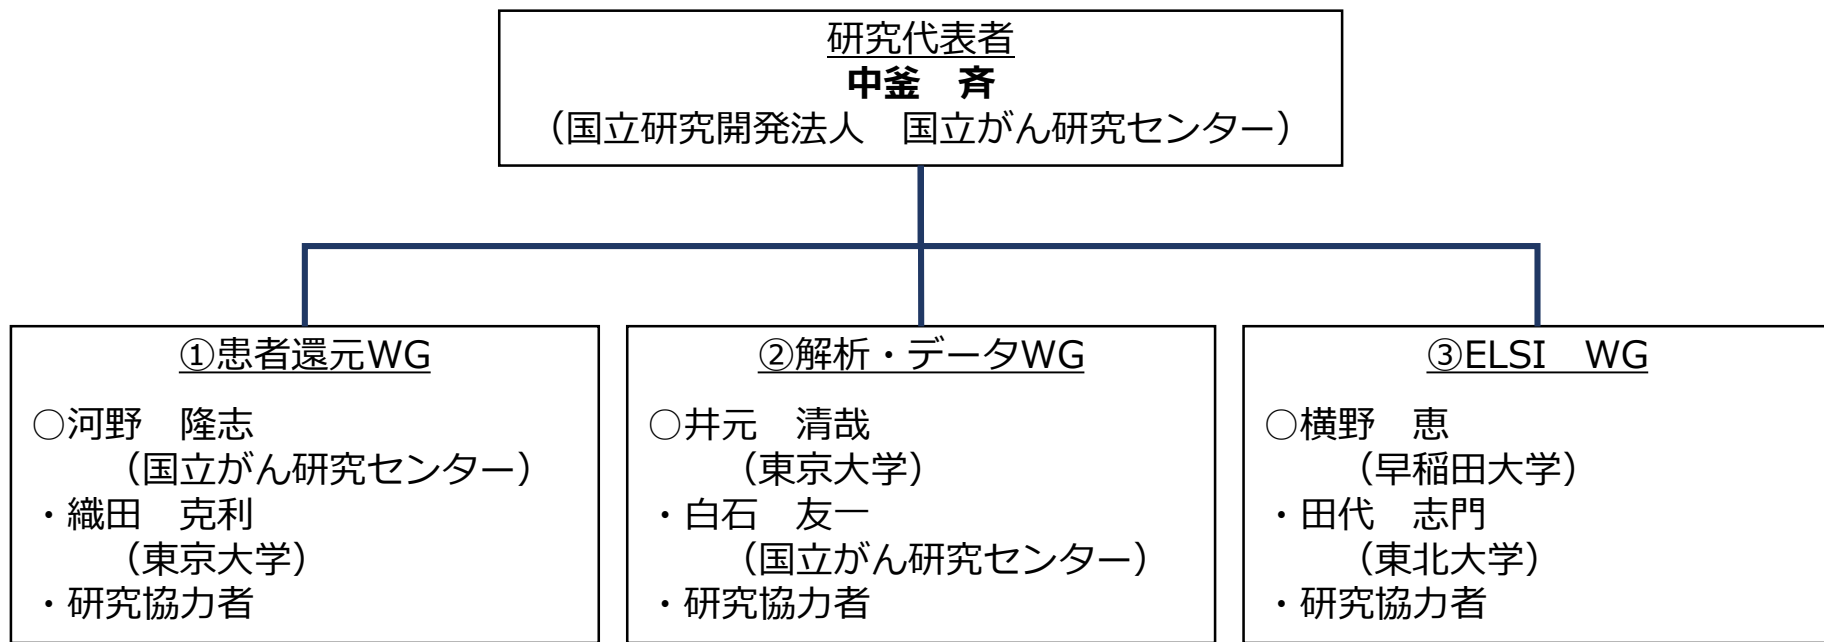 研究代表者
中釜　斉
（国立研究開発法人　国立がん研究センター）
①患者還元WG
○河野　隆志
（国立がん研究センター）
・織田　克利
（東京大学）
・研究協力者
②解析・データWG
○井元　清哉
（東京大学）
・白石　友一
（国立がん研究センター）
・研究協力者
③ELSI　WG
○横野　恵
（早稲田大学）
・田代　志門
（東北大学）
・研究協力者